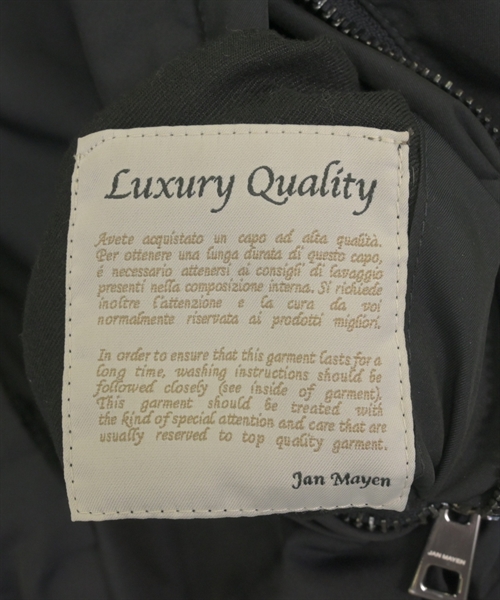 Luxury Quality
Avete acquistato un capo ad alta qualità.
Per ottenere una lunga durata di questo capo,
é necessario attenersi ai consigli di lavaggio
presenti nella composizione interna. Si richiede
inoltre l'attenzione e la cura da voi
normalmente riservata ai prodotti migliori.
In order to ensure that this garment lasts for a
long time, washing instructions should be
followed closely (see inside of garment).
This garment should be treated with
the kind of special attention and care that are
usually reserved to top quality garment.
Jan Mayen
JAN MAYEN